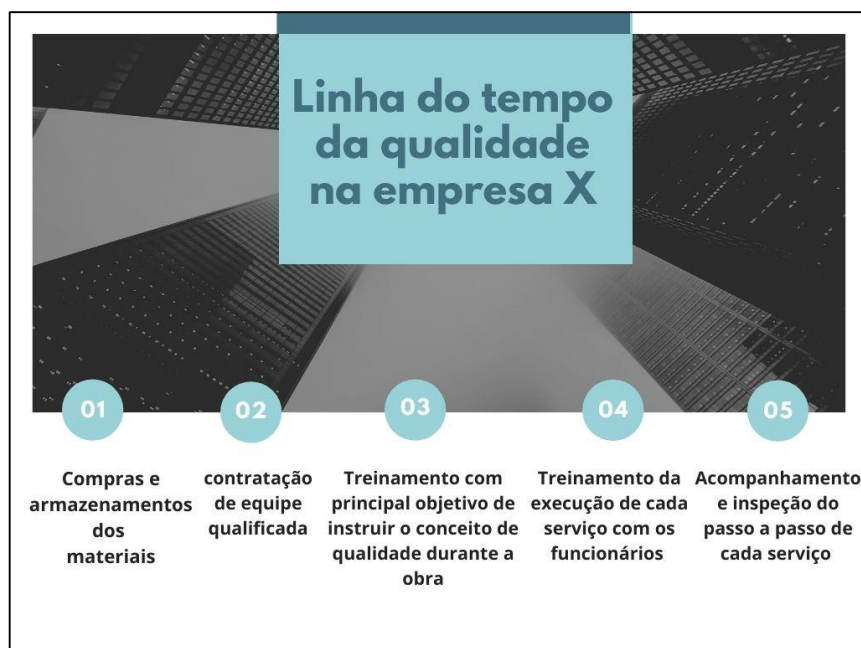 Linha do tempo
da qualidade
na empresa X
01
Compras e
armazenamentos
dos
materiais
02
contratação
de equipe
qualificada
03
Treinamento com
principal objetivo de
instruir o conceito de
qualidade durante a
obra
04
Treinamento da
execução de cada
serviço com os
funcionários
05
Acompanhamento
e inspeção do
passo a passo de
cada serviço